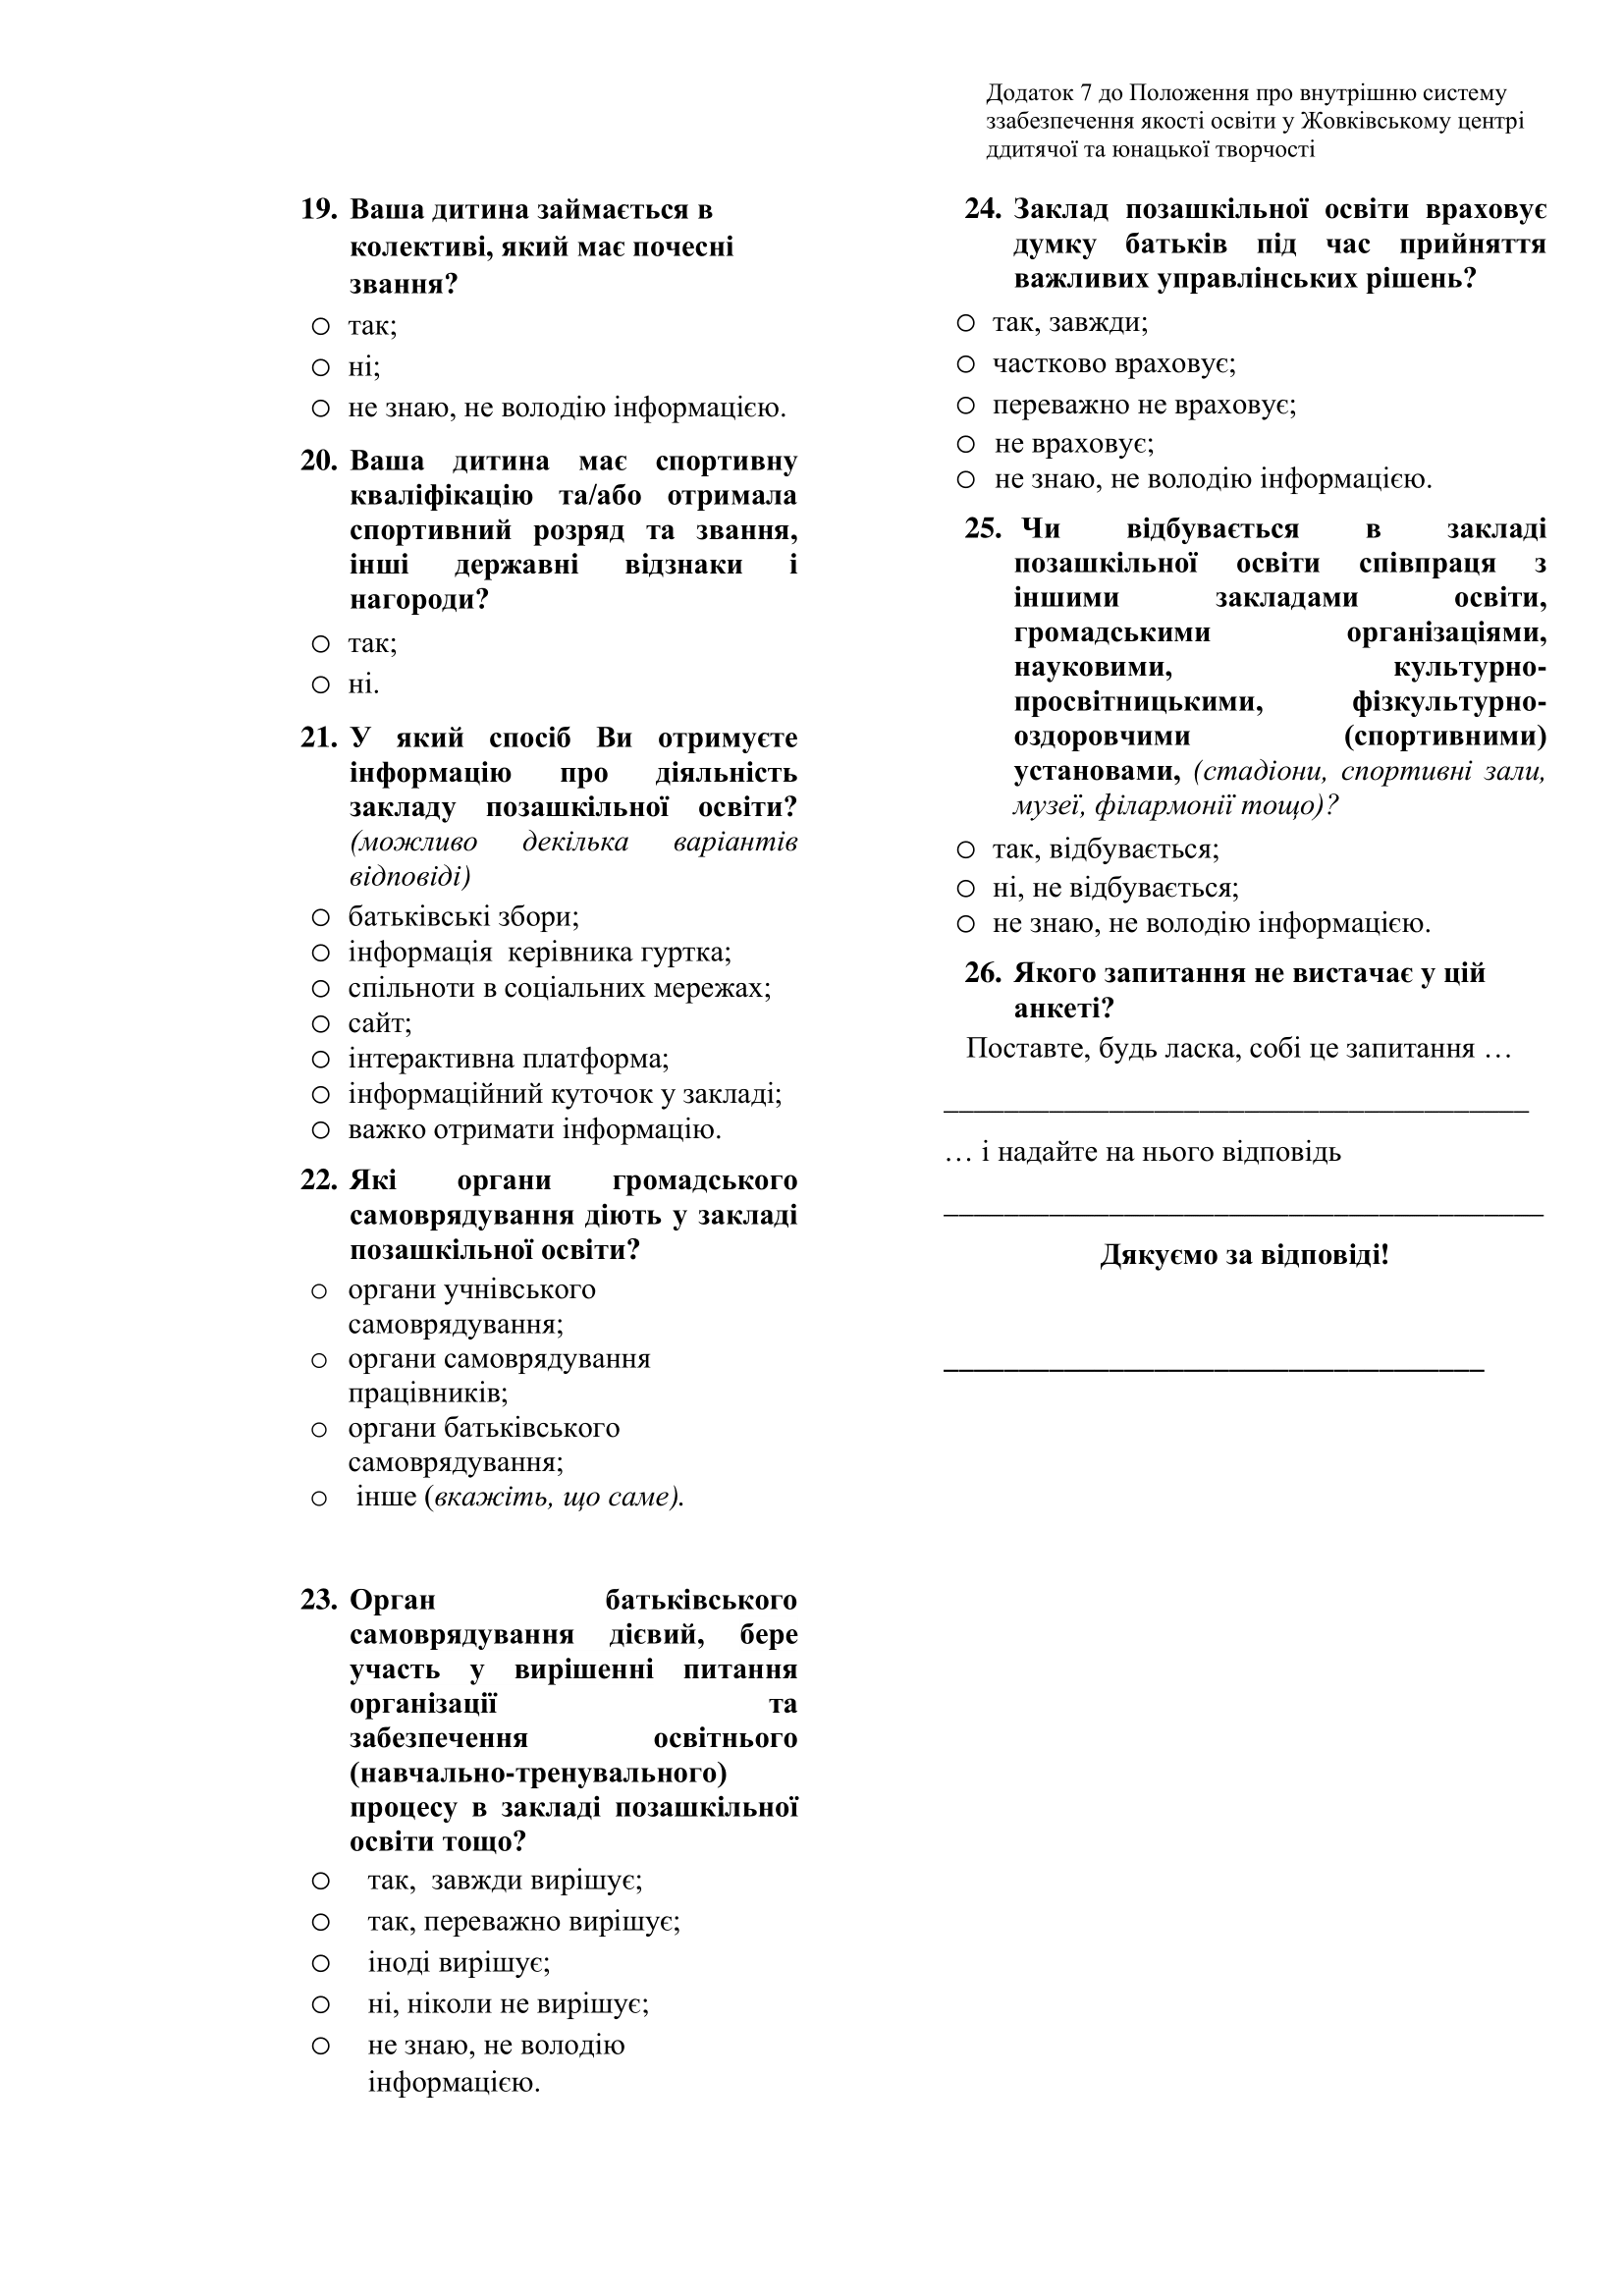 Додаток 7 до Положення про внутрішню систему
ззабезпечення якості освіти у Жовківському центрі
ддитячої та юнацької творчості
19. Ваша дитина займається в
колективі, який має почесні
звання?
○ так;
○ ні;
○ не знаю, не володію інформацією.
20. Ваша дитина має спортивну
кваліфікацію та/або отримала
спортивний розряд та звання,
інші державні відзнаки і
нагороди?
○ так;
○ ні.
21. У який спосіб Ви отримуєте
інформацію про діяльність
закладу позашкільної освіти?
(можливо декілька варіантів
відповіді)
○ батьківські збори;
○ інформація керівника гуртка;
○ спільноти в соціальних мережах;
○ сайт;
○ інтерактивна платформа;
○ інформаційний куточок у закладі;
○ важко отримати інформацію.
22. Які органи громадського
самоврядування діють у закладі
позашкільної освіти?
○ органи учнівського
самоврядування;
○ органи самоврядування
працівників;
○ органи батьківського
самоврядування;
○ інше (вкажіть, що саме).
23. Орган батьківського
самоврядування дієвий, бере
участь у вирішенні питання
організації та
забезпечення освітнього
(навчально-тренувального)
процесу в закладі позашкільної
освіти тощо?
○ так, завжди вирішує;
○ так, переважно вирішує;
○ іноді вирішує;
○ ні, ніколи не вирішує;
○ не знаю, не володію
інформацією.
24. Заклад позашкільної освіти враховує
думку батьків під час прийняття
важливих управлінських рішень?
○ так, завжди;
○ частково враховує;
○ переважно не враховує;
○ не враховує;
○ не знаю, не володію інформацією.
25. Чи відбувається в закладі
позашкільної освіти співпраця з
іншими закладами освіти,
громадськими організаціями,
науковими, культурно-
просвітницькими, фізкультурно-
оздоровчими (спортивними)
установами, (стадіони, спортивні зали,
музеї, філармонії тощо)?
○ так, відбувається;
○ ні, не відбувається;
○ не знаю, не володію інформацією.
26. Якого запитання не вистачає у цій
анкеті?
Поставте, будь ласка, собі це запитання …
_______________________________________
… і надайте на нього відповідь
________________________________________
Дякуємо за відповіді!
____________________________________